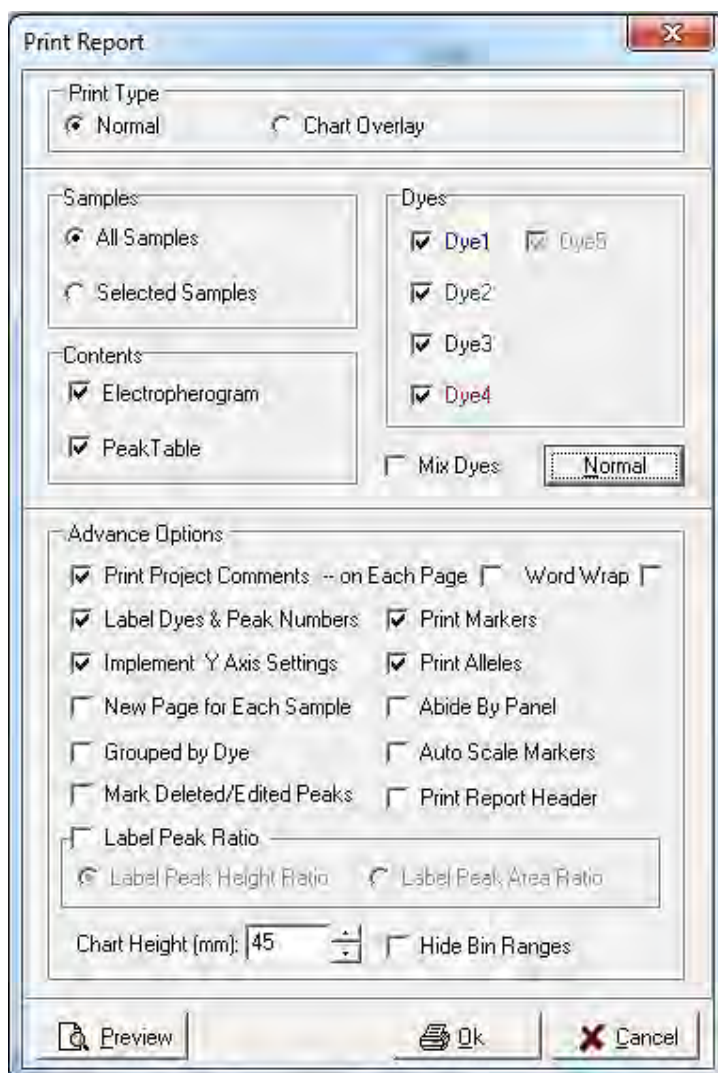 Print Report
Print Type
Normal
Chart Overlay
Samples
All Samples
Selected Samples
Dyes
Dye1
Dye5
Dye2
Dye3
Dye4
Contents
Electropherogram
PeakTable
Mix Dyes
Normal
Advance Options
Print Project Comments -- on Each Page
Word Wrap
Label Dyes & Peak Numbers
Print Markers
Implement Y Axis Settings
Print Alleles
New Page for Each Sample
Abide By Panel
Grouped by Dye
Auto Scale Markers
Mark Deleted/Edited Peaks
Print Report Header
Label Peak Ratio
Label Peak Height Ratio
Label Peak Area Ratio
Chart Height (mm): 45
Hide Bin Ranges
Preview
Ok
Cancel